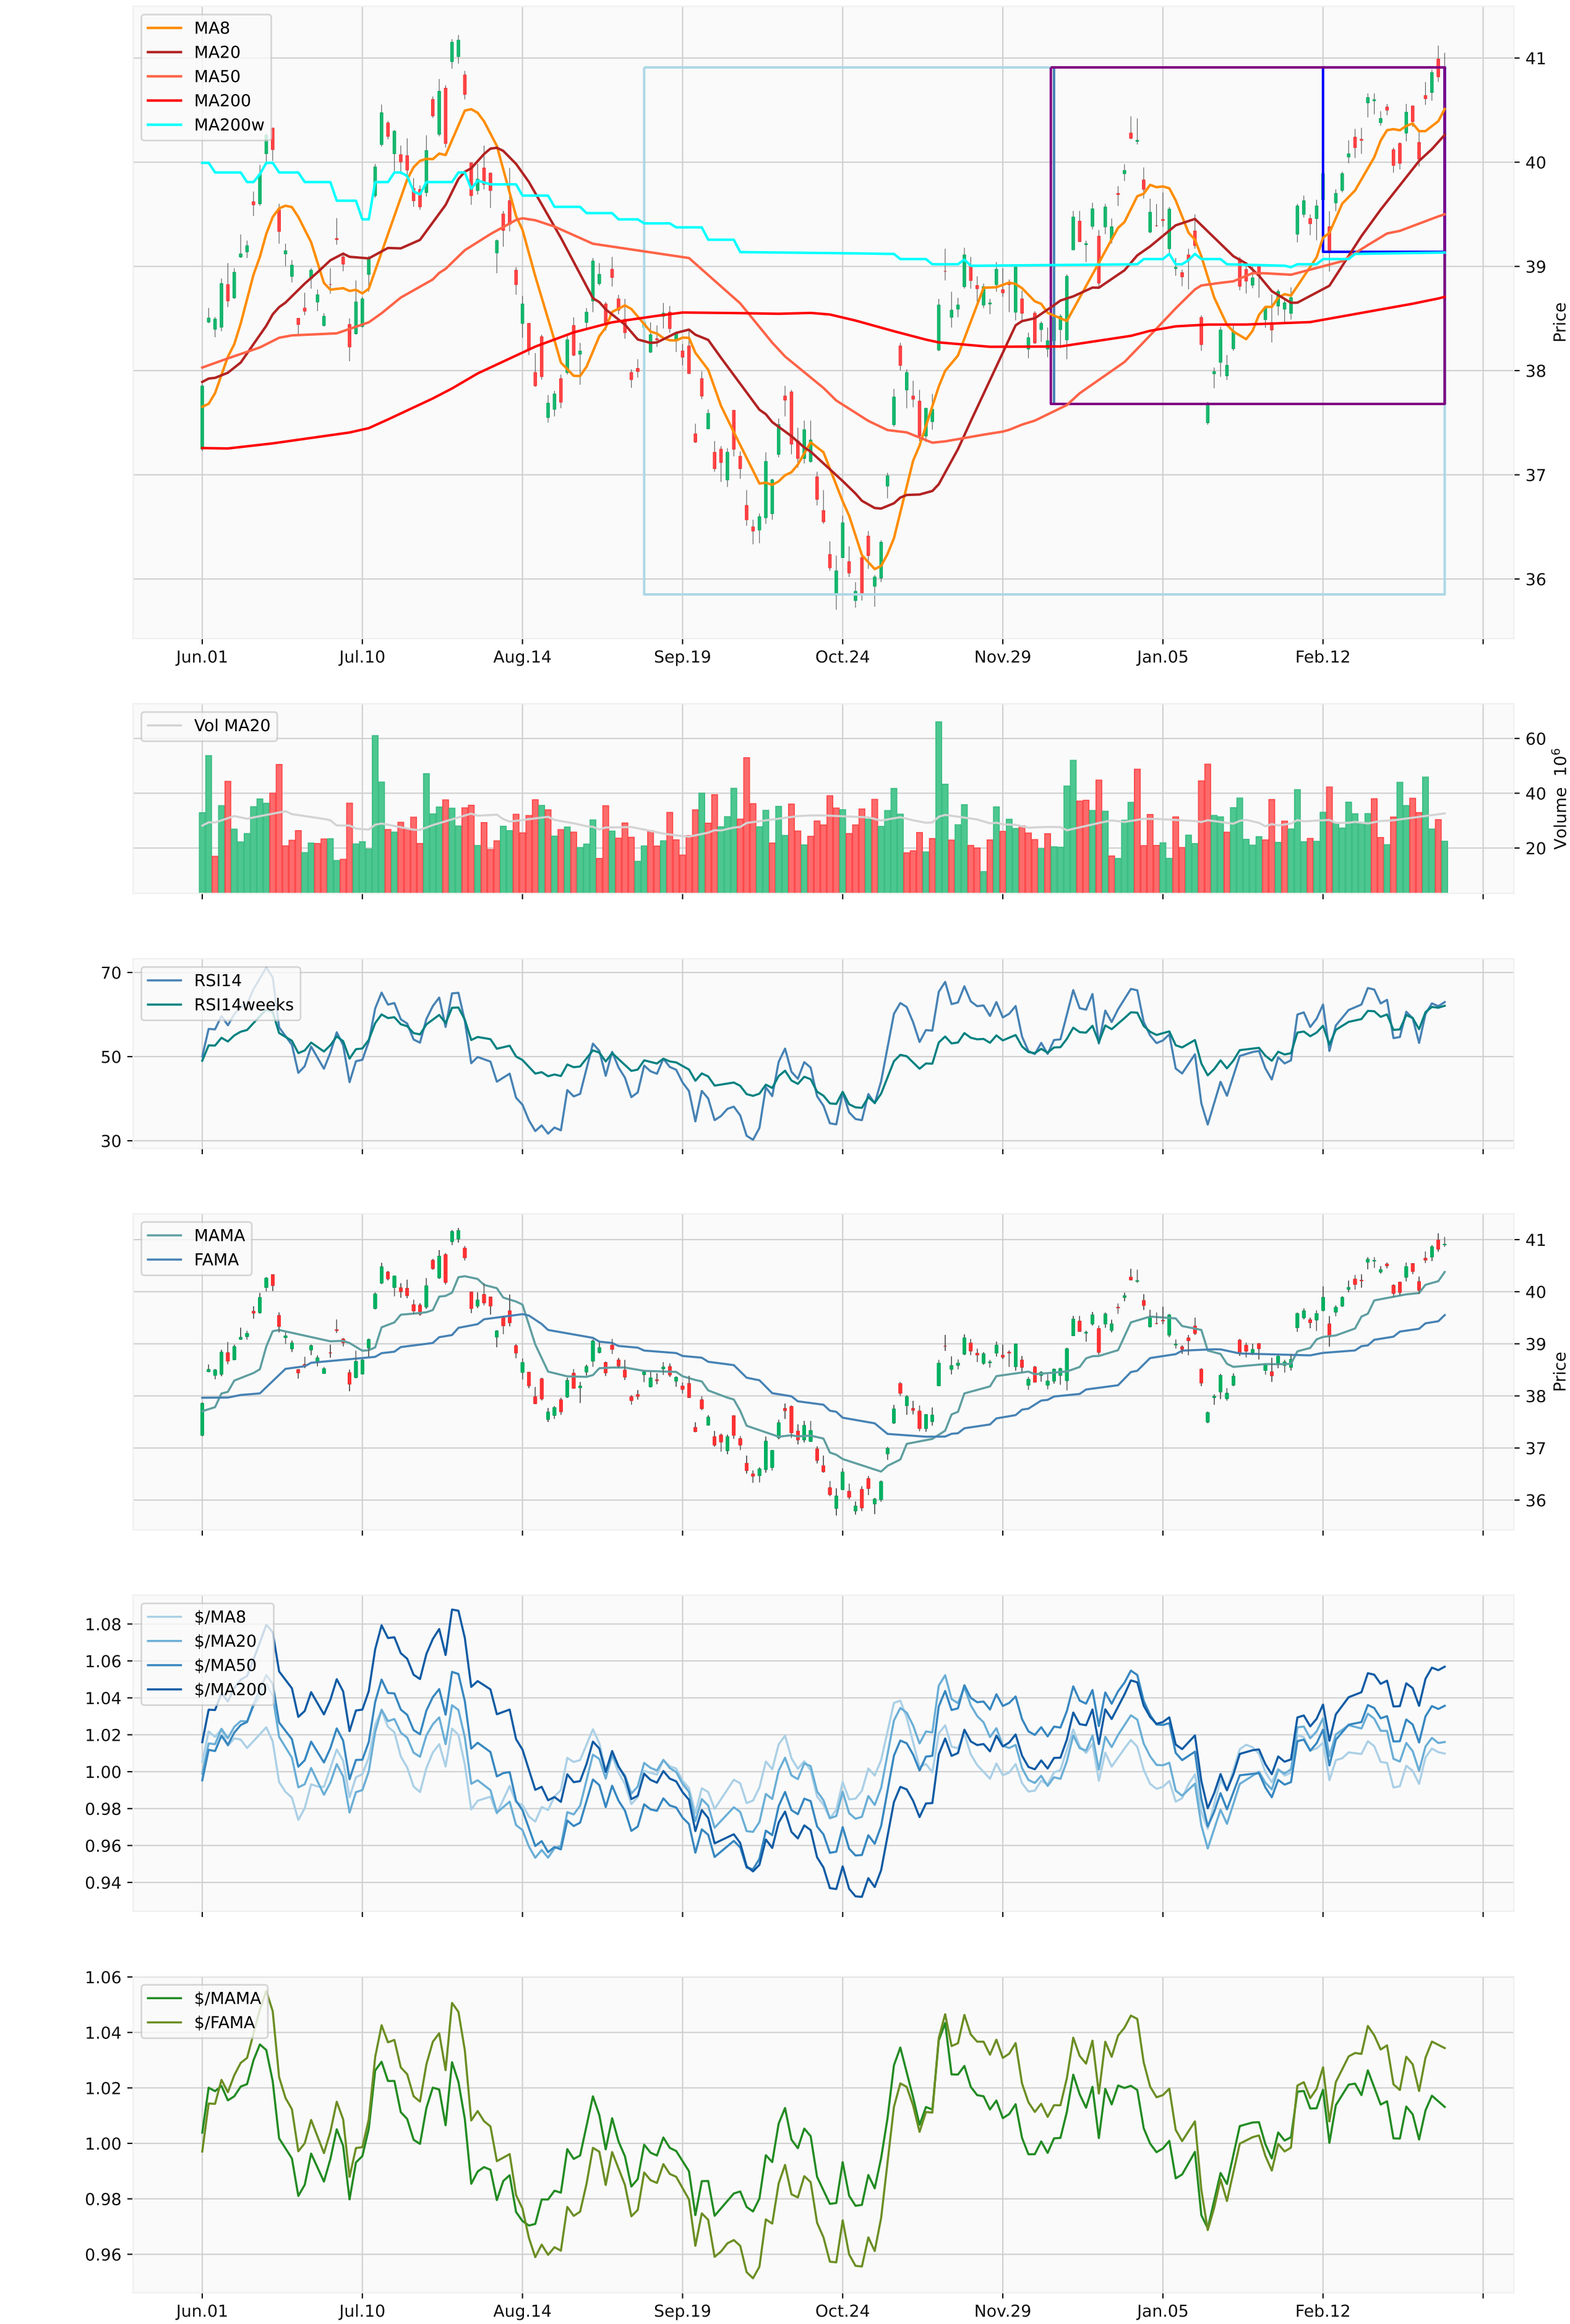 MA8
MA20
MA50
MA200
MA200w
41
40
39
38
37
36
Price
Jun.01 Jul.10 Aug.14 Sep.19 Oct.24 Nov.29 Jan.05 Feb.12
Vol MA20
60
40
20
Volume 10⁶
70
50
30
RSI14
RSI14weeks
MAMA
FAMA
41
40
39
38
37
36
Price
1.08
1.06
1.04
1.02
1.00
0.98
0.96
0.94
$/MA8
$/MA20
$/MA50
$/MA200
1.06
1.04
1.02
1.00
0.98
0.96
$/MAMA
$/FAMA
Jun.01 Jul.10 Aug.14 Sep.19 Oct.24 Nov.29 Jan.05 Feb.12